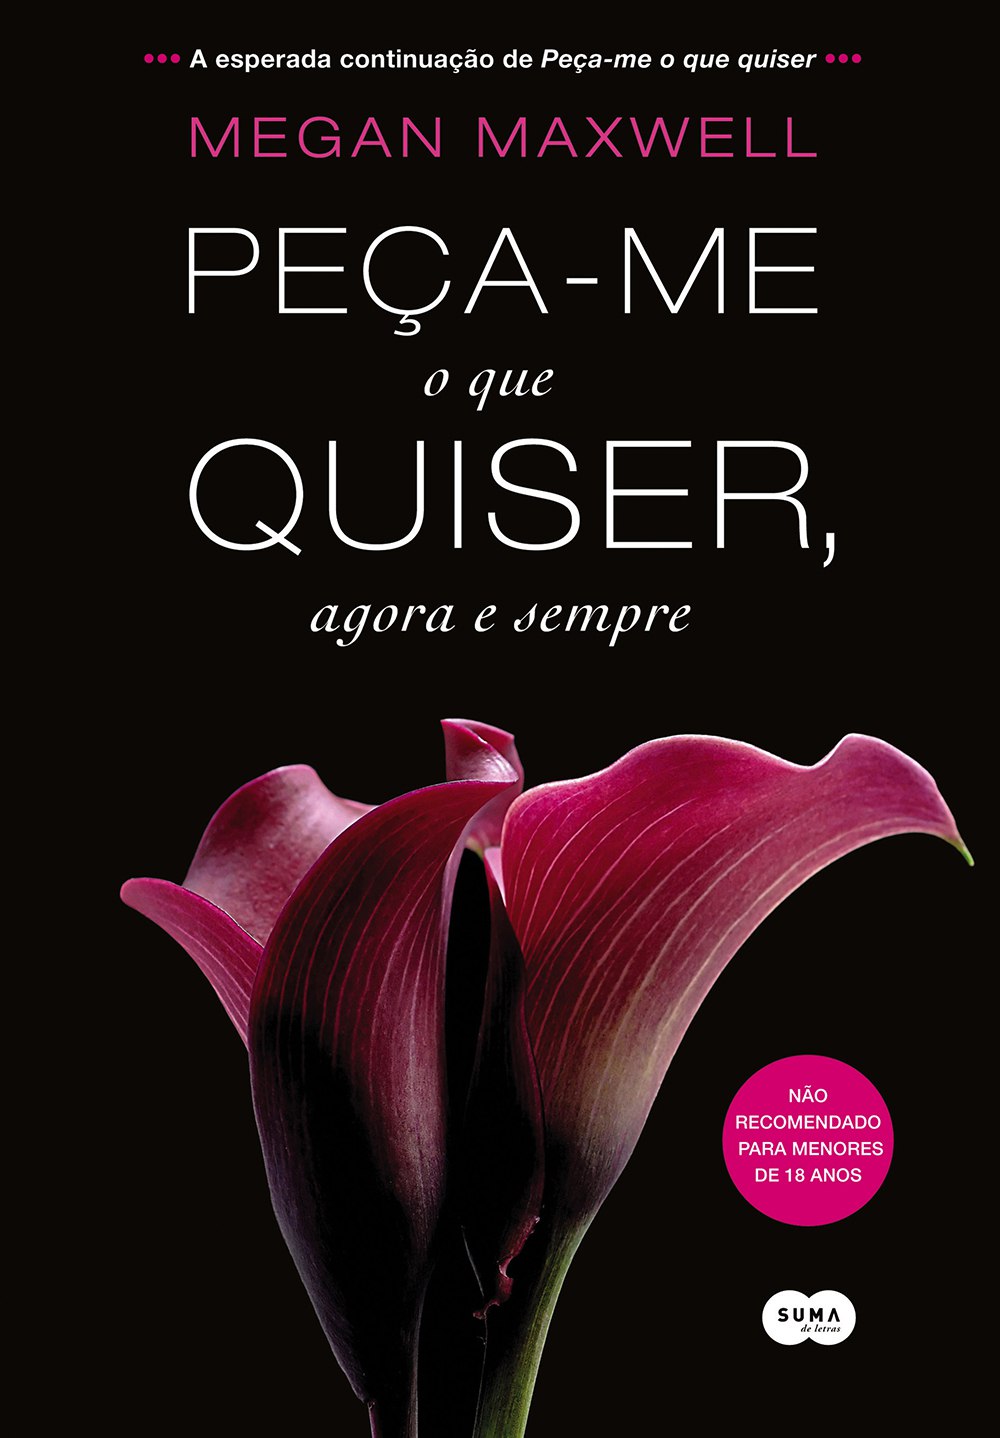 ••• A esperada continuação de Peça-me o que quiser •••
MEGAN MAXWELL
PEÇA-ME
o que
QUISER,
agora e sempre
NÃO
RECOMENDADO
PARA MENORES
DE 18 ANOS
SUMA
de letras